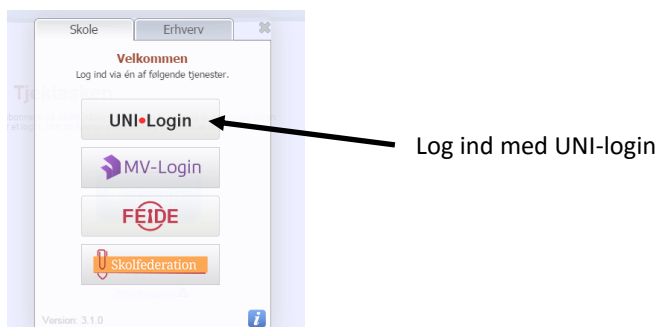 Skole
Erhverv
Velkommen
Log ind via én af følgende tjenester.
UNI•Login
Log ind med UNI-login
MV-Login
FEIDE
Skolfederation
Version: 3.1.0
i